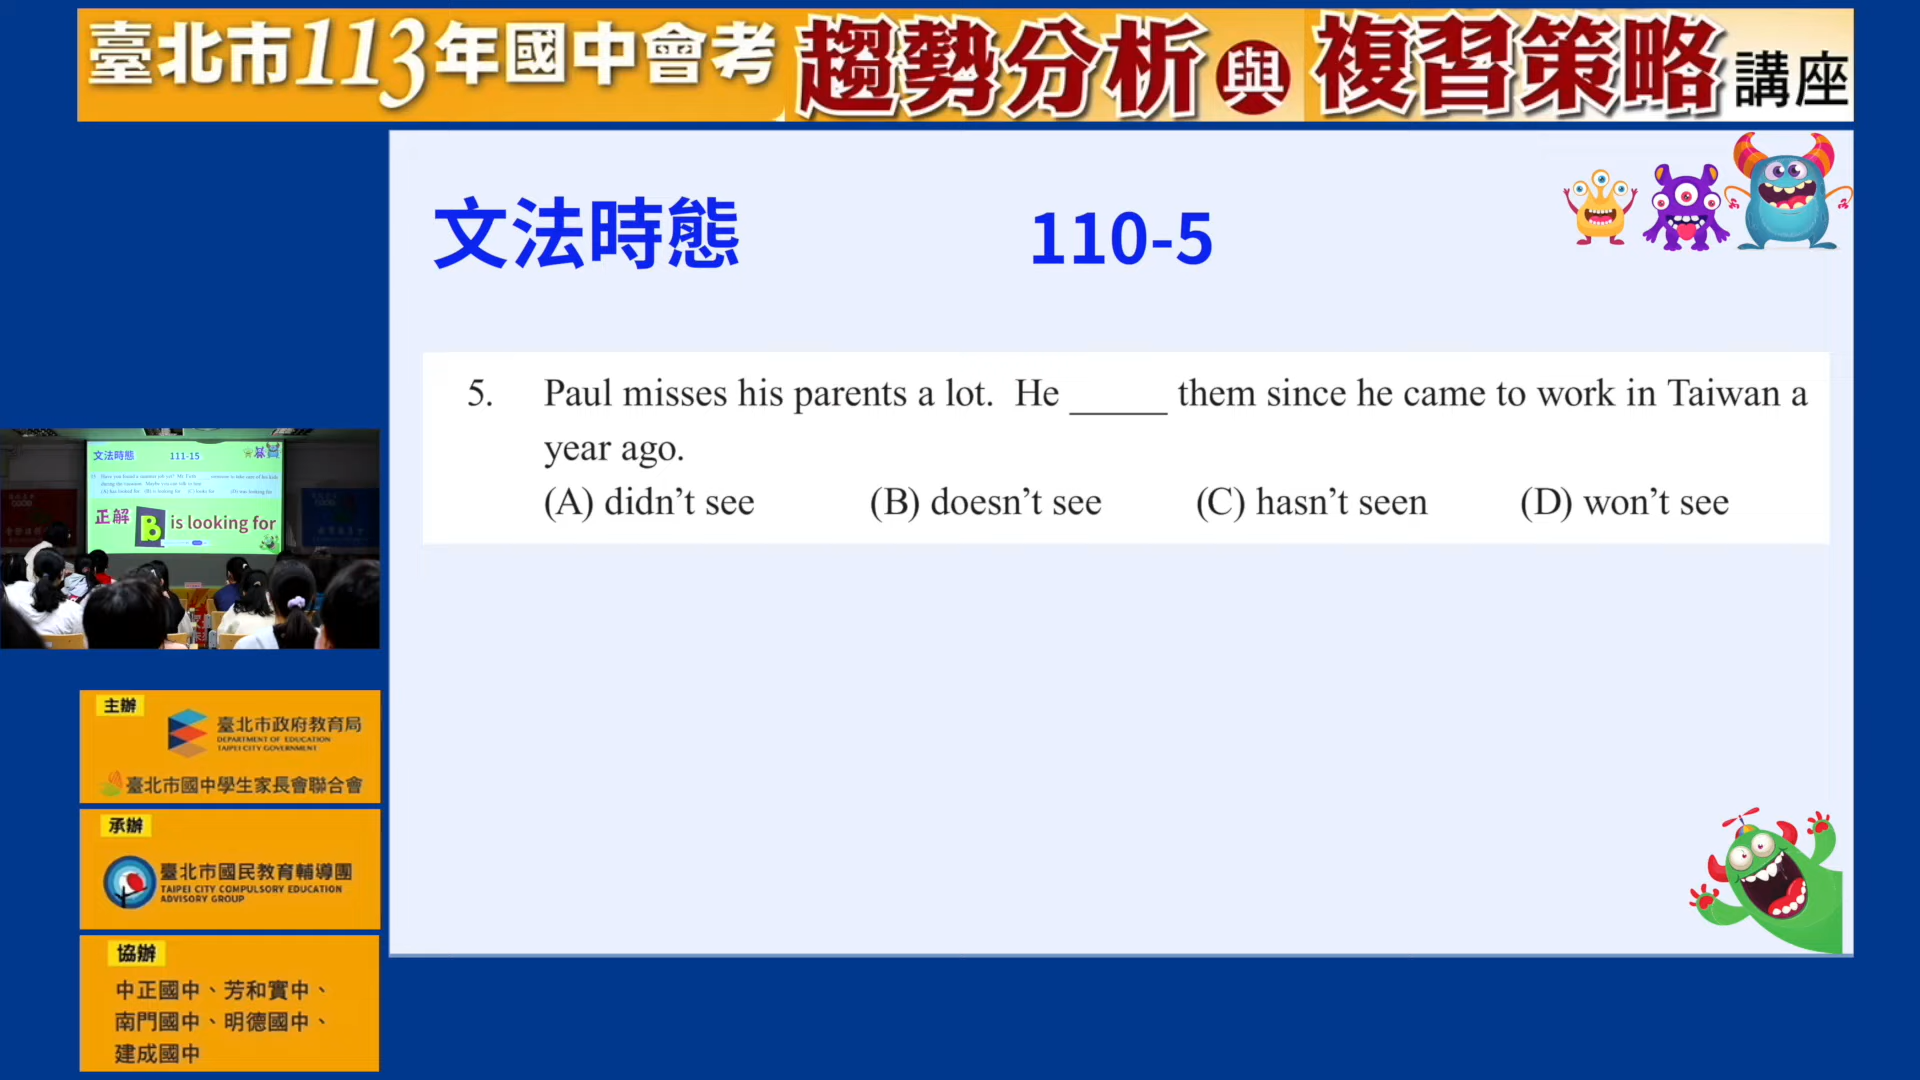 臺北市113年國中會考 趨勢分析與複習策略講座
文法時態 110-5
5. Paul misses his parents a lot. He _____ them since he came to work in Taiwan a
year ago.
(A) didn't see (B) doesn't see (C) hasn't seen (D) won't see
文法時態 111-15
正解 B is looking for
主辦
臺北市政府教育局
DEPARTMENT OF EDUCATION
TAIPEI CITY GOVERNMENT
臺北市國中學生家長會聯合會
承辦
臺北市國民教育輔導團
TAIPEI CITY COMPULSORY EDUCATION
ADVISORY GROUP
協辦
中正國中、芳和實中、
南門國中、明德國中、
建成國中